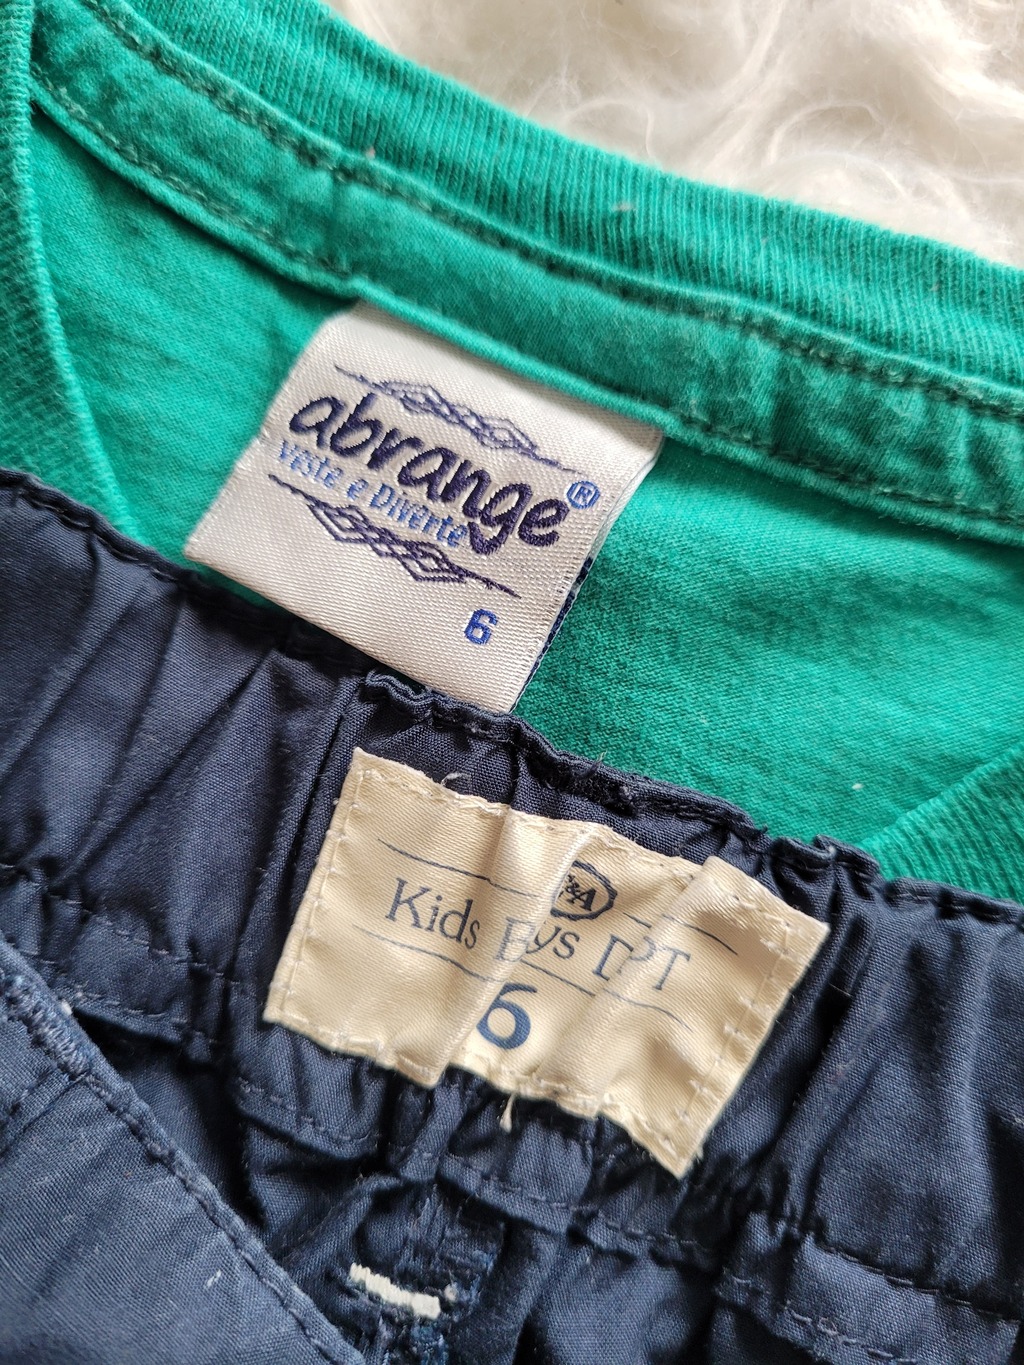 abrange®
veste e Diverte
6
&A
Kids Boys DPT
6